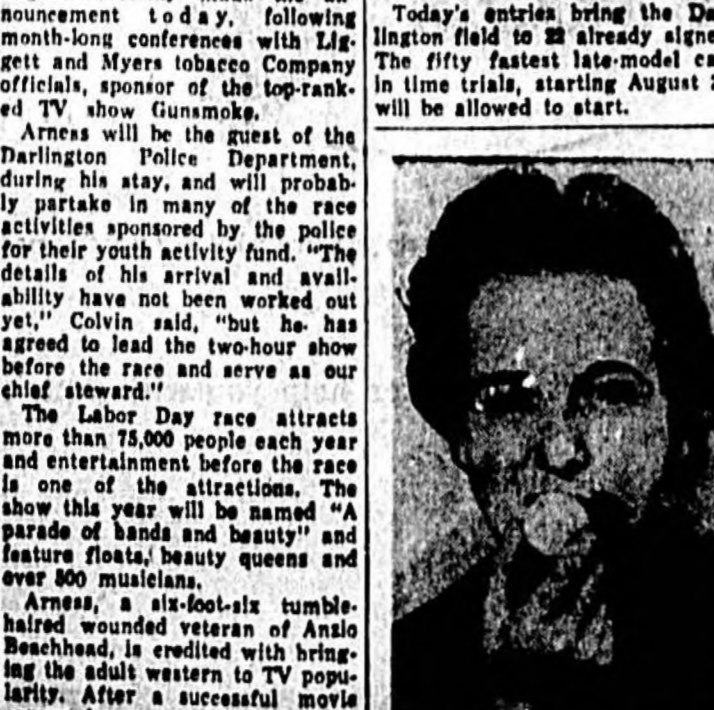 nouncement today, following
month-long conferences with Lig-
gett and Myers tobacco Company
officials, sponsor of the top-rank-
ed TV show Gunsmoke.
Arness will be the guest of the
Darlington Police Department,
during his stay, and will probab-
ly partake in many of the race
activities sponsored by the police
for their youth activity fund. "The
details of his arrival and avail-
ability have not been worked out
yet," Colvin said, "but he has
agreed to lead the two-hour show
before the race and serve as our
chief steward."
The Labor Day race attracts
more than 75,000 people each year
and entertainment before the race
is one of the attractions. The
show this year will be named "A
parade of bands and beauty" and
feature floats, beauty queens and
over 500 musicians.
Arness, a six-foot-six tumble-
haired wounded veteran of Anzio
Beachhead, is credited with bring-
ing the adult western to TV popu-
larity. After a successful movie
Today's entries bring the Da
lington field to 22 already signe
The fifty fastest late-model ca
in time trials, starting August
will be allowed to start.